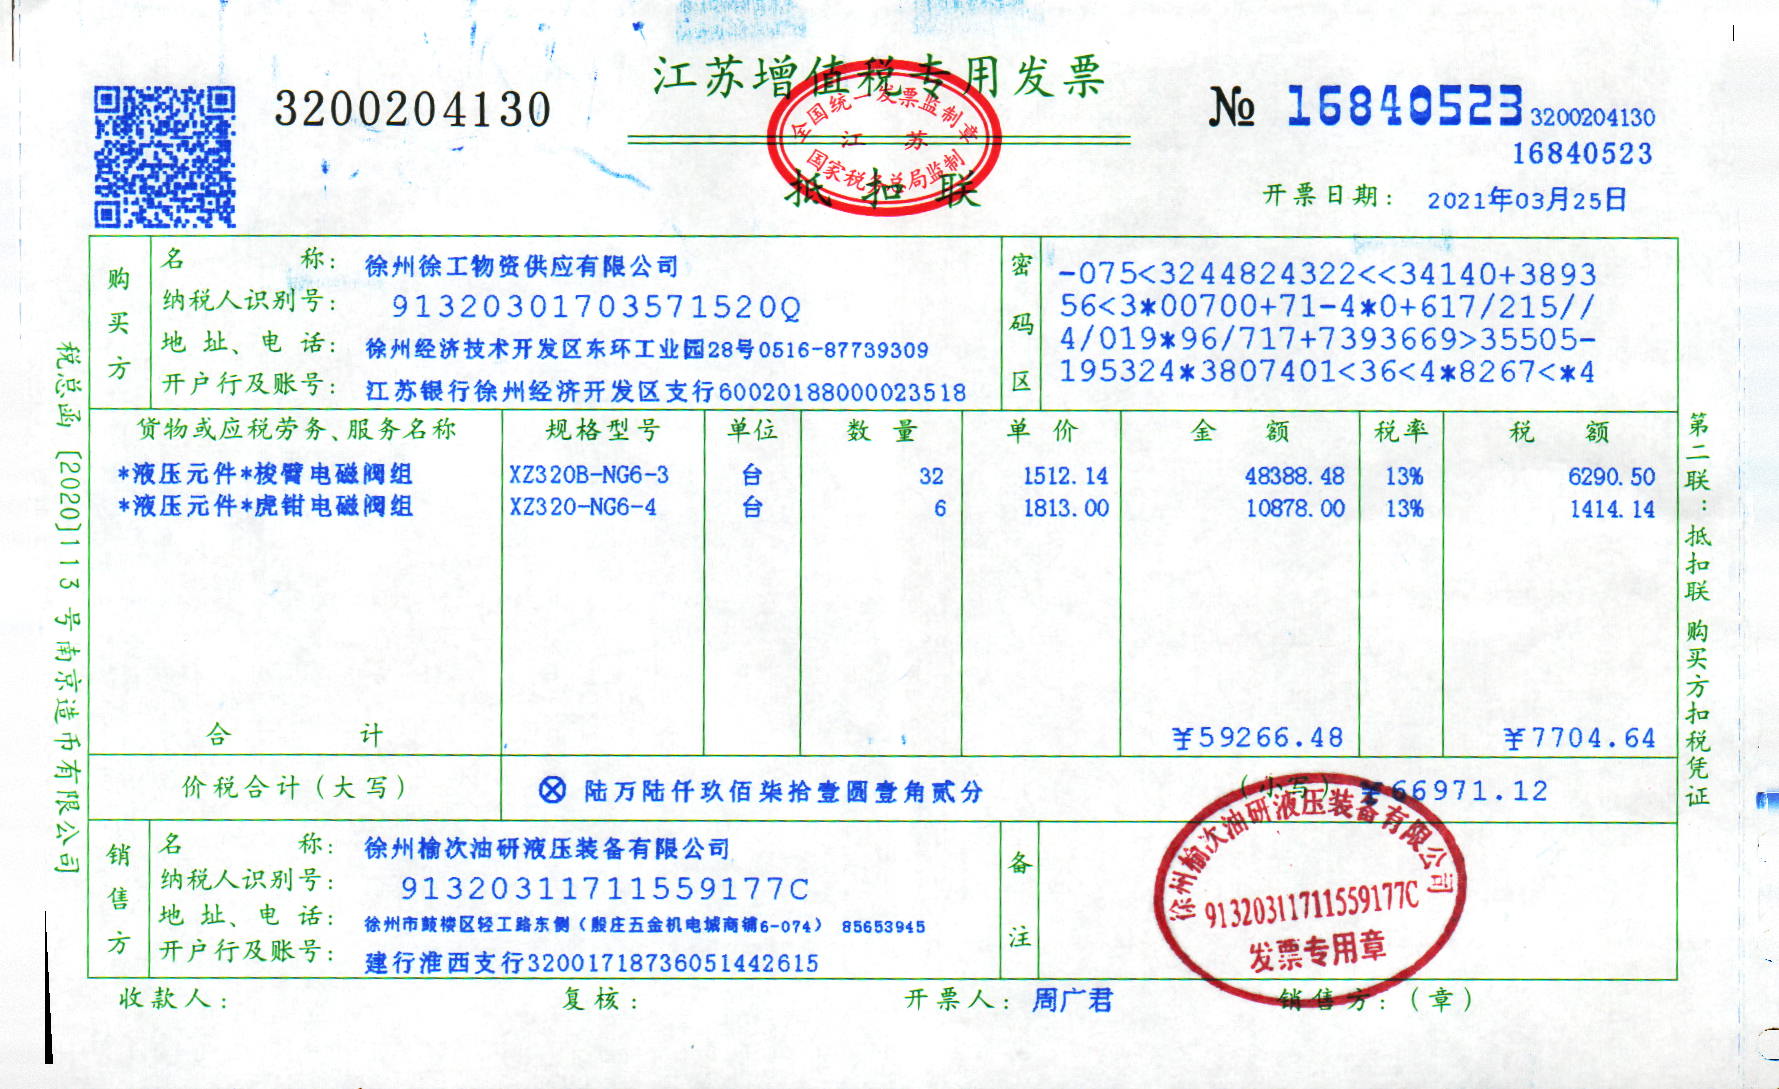 江苏增值税专用发票
抵扣联
全国统一发票监制章
江苏
国家税务总局监制
3200204130
№ 16840523
3200204130
16840523
开票日期： 2021年03月25日
税总函 [2020]113 号南京造币有限公司
购买方
名称： 徐州徐工物资供应有限公司
纳税人识别号： 91320301703571520Q
地址、电话： 徐州经济技术开发区东环工业园28号0516-87739309
开户行及账号： 江苏银行徐州经济开发区支行60020188000023518
密码区
-075<3244824322<<34140+3893
56<3*00700+71-4*0+617/215//
4/019*96/717+7393669>35505-
195324*3807401<36<4*8267<*4
货物或应税劳务、服务名称 规格型号 单位 数量 单价 金额 税率 税额
*液压元件*梭臂电磁阀组 XZ320B-NG6-3 台 32 1512.14 48388.48 13% 6290.50
*液压元件*虎钳电磁阀组 XZ320-NG6-4 台 6 1813.00 10878.00 13% 1414.14
合计 ¥59266.48 ¥7704.64
价税合计（大写） ⊗ 陆万陆仟玖佰柒拾壹圆壹角贰分 （小写） ¥66971.12
销售方
名称： 徐州榆次油研液压装备有限公司
纳税人识别号： 91320311711559177C
地址、电话： 徐州市鼓楼区轻工路东侧（殷庄五金机电城商铺6-074） 85653945
开户行及账号： 建行淮西支行32001718736051442615
备注
徐州榆次油研液压装备有限公司
91320311711559177C
发票专用章
收款人： 复核： 开票人： 周广君 销售方：（章）
第二联：抵扣联 购买方扣税凭证